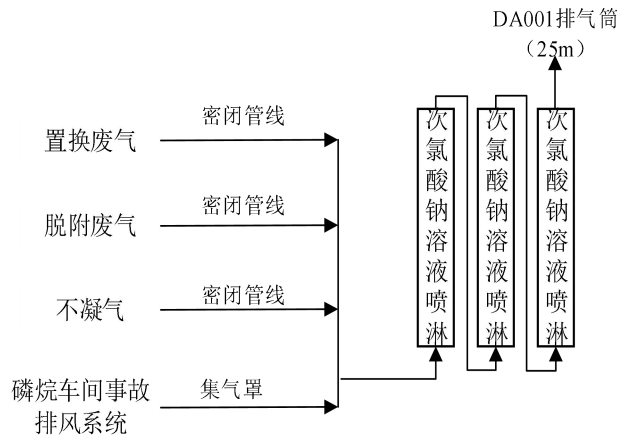 DA001排气筒
（25m）
置换废气
密闭管线
脱附废气
密闭管线
不凝气
密闭管线
磷烷车间事故
排风系统
集气罩
次氯酸钠溶液喷淋
次氯酸钠溶液喷淋
次氯酸钠溶液喷淋